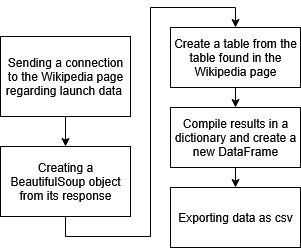 Sending a connection
to the Wikipedia page
regarding launch data
Creating a
BeautifulSoup object
from its response
Create a table from the
table found in the
Wikipedia page
Compile results in a
dictionary and create a
new DataFrame
Exporting data as csv